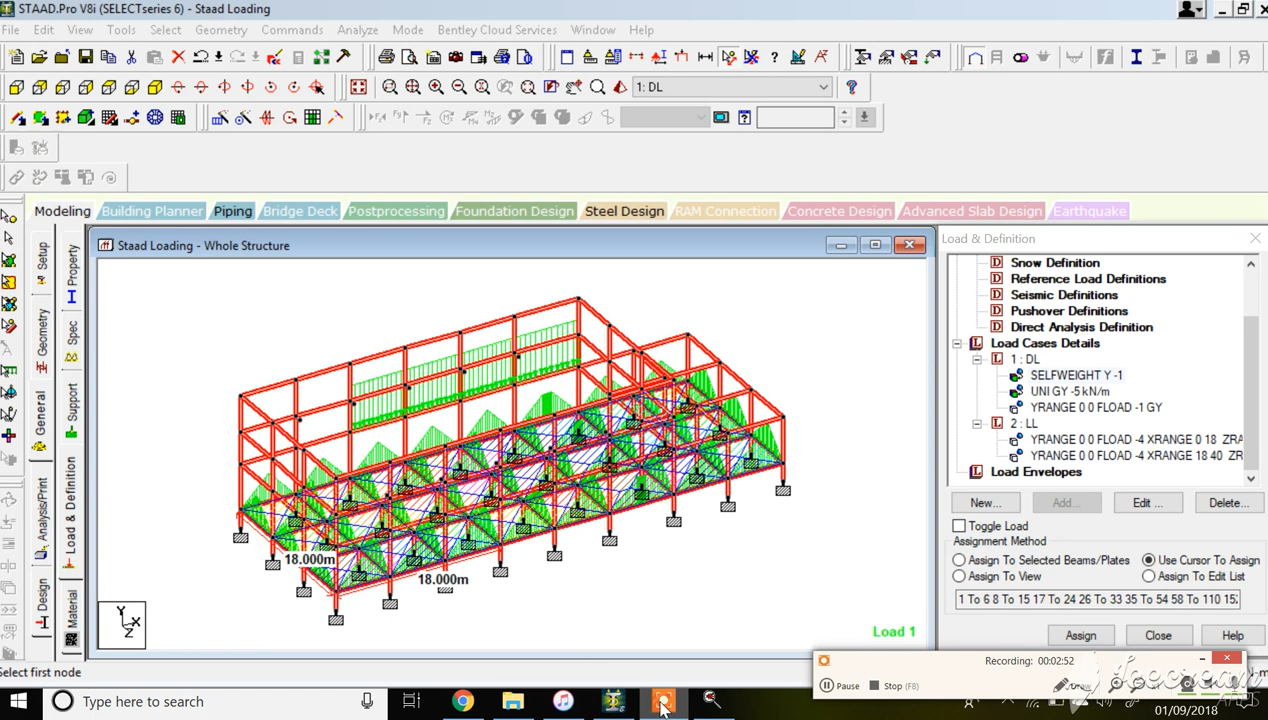 STAAD.Pro V8i (SELECTseries 6) - Staad Loading
File Edit View Tools Select Geometry Commands Analyze Mode Bentley Cloud Services Window Help
1: DL
Modeling Building Planner Piping Bridge Deck Postprocessing Foundation Design Steel Design RAM Connection Concrete Design Advanced Slab Design Earthquake
Setup
Geometry
General
Analysis/Print
Design
Property
Spec
Support
Load & Definition
Material
Staad Loading - Whole Structure
18.000m
18.000m
Y
X
Z
Load 1
Load & Definition
Snow Definition
Reference Load Definitions
Seismic Definitions
Pushover Definitions
Direct Analysis Definition
Load Cases Details
1 : DL
SELFWEIGHT Y -1
UNI GY -5 kN/m
YRANGE 0 0 FLOAD -1 GY
2 : LL
YRANGE 0 0 FLOAD -4 XRANGE 0 18 ZRA
YRANGE 0 0 FLOAD -4 XRANGE 18 40 ZR
Load Envelopes
New... Add... Edit ... Delete...
Toggle Load
Assignment Method
Assign To Selected Beams/Plates Use Cursor To Assign
Assign To View Assign To Edit List
1 To 6 8 To 15 17 To 24 26 To 33 35 To 54 58 To 110 15
Assign Close Help
Select first node
Recording: 00:02:52
Pause Stop (F8) Draw
Icecream
APPS
Type here to search
01/09/2018